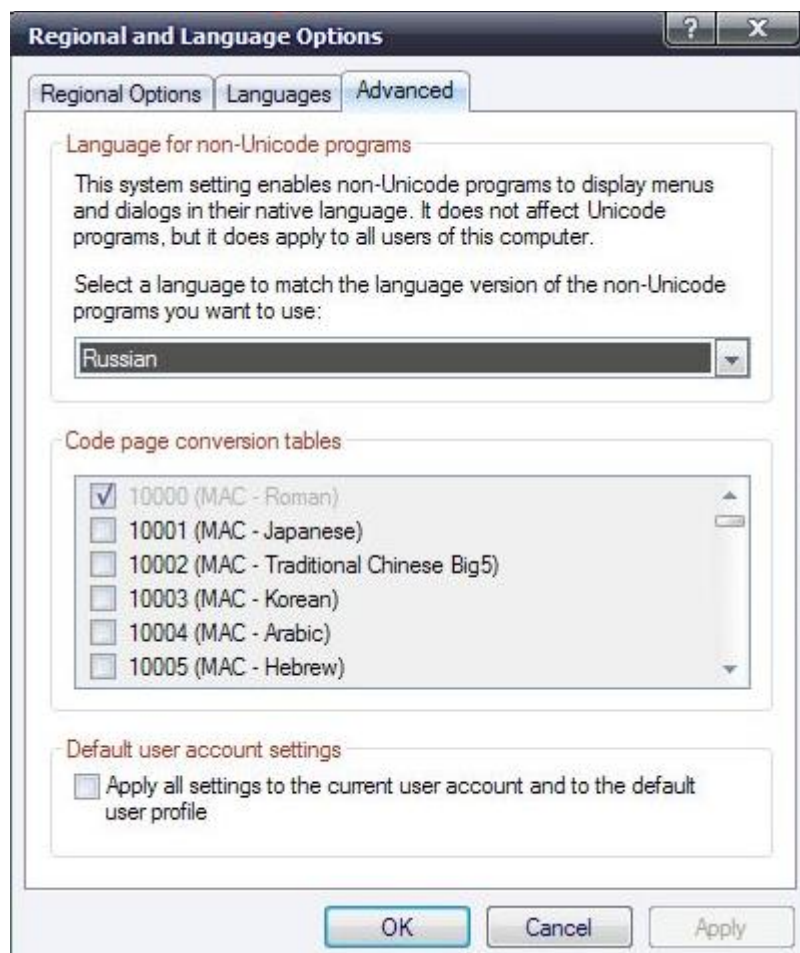 Regional and Language Options
Regional Options
Languages
Advanced
Language for non-Unicode programs
This system setting enables non-Unicode programs to display menus
and dialogs in their native language. It does not affect Unicode
programs, but it does apply to all users of this computer.
Select a language to match the language version of the non-Unicode
programs you want to use:
Russian
Code page conversion tables
10000 (MAC - Roman)
10001 (MAC - Japanese)
10002 (MAC - Traditional Chinese Big5)
10003 (MAC - Korean)
10004 (MAC - Arabic)
10005 (MAC - Hebrew)
Default user account settings
Apply all settings to the current user account and to the default
user profile
OK
Cancel
Apply